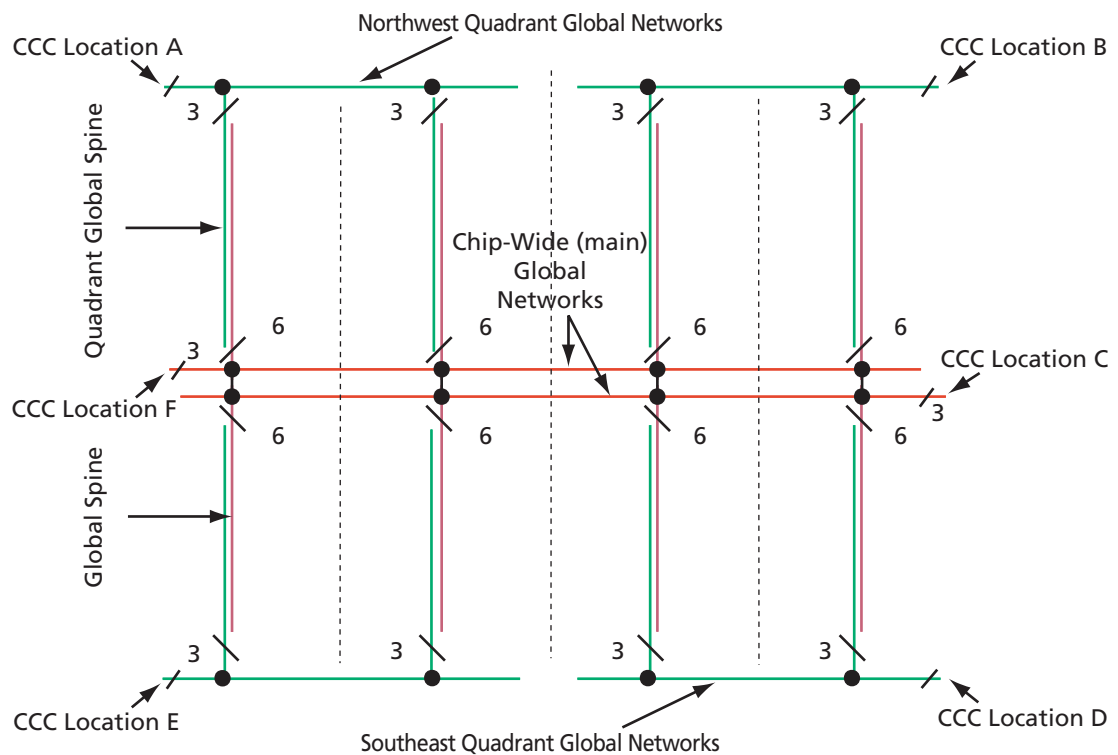 Northwest Quadrant Global Networks
CCC Location A
CCC Location B
3
3
3
3
Quadrant Global Spine
Chip-Wide (main)
Global
Networks
6
6
6
6
3
CCC Location C
CCC Location F
3
6
6
6
6
Global Spine
3
3
3
3
CCC Location E
CCC Location D
Southeast Quadrant Global Networks